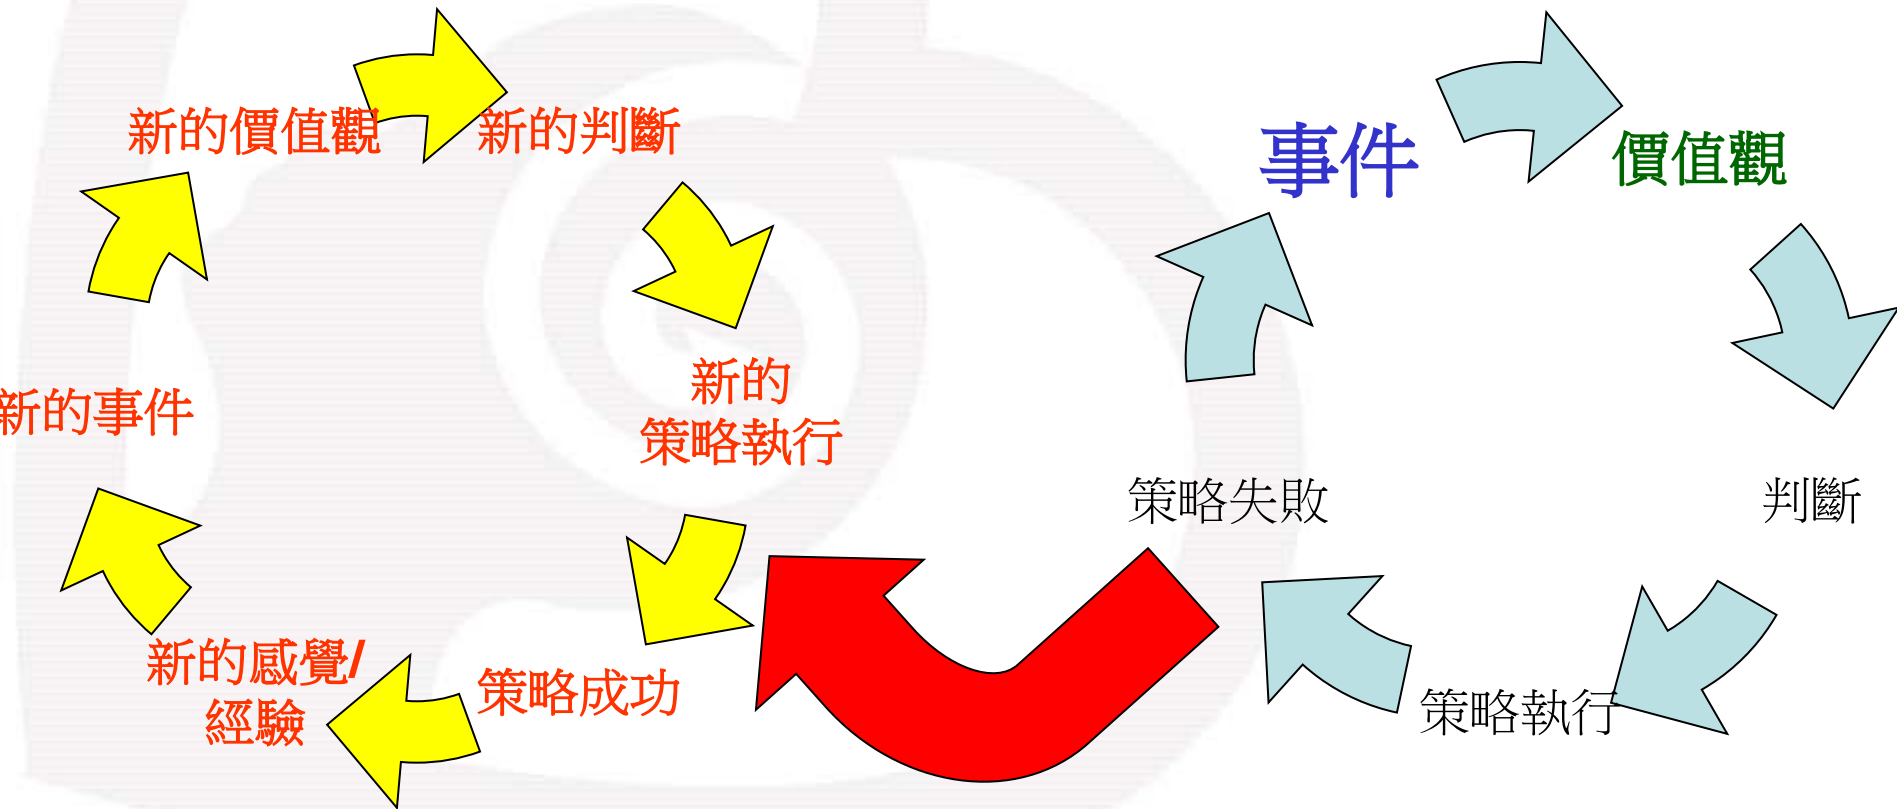 新的價值觀
新的判斷
新的
策略執行
策略成功
新的感覺/
經驗
新的事件
事件
價值觀
判斷
策略執行
策略失敗